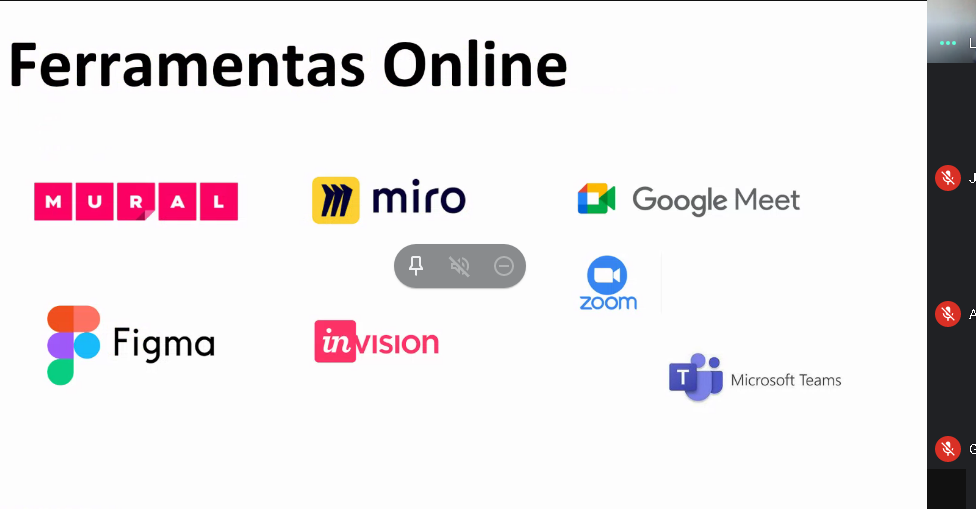 Ferramentas Online
MURAL
miro
Google Meet
zoom
Figma
inVISION
T
Microsoft Teams
L
J
A
G